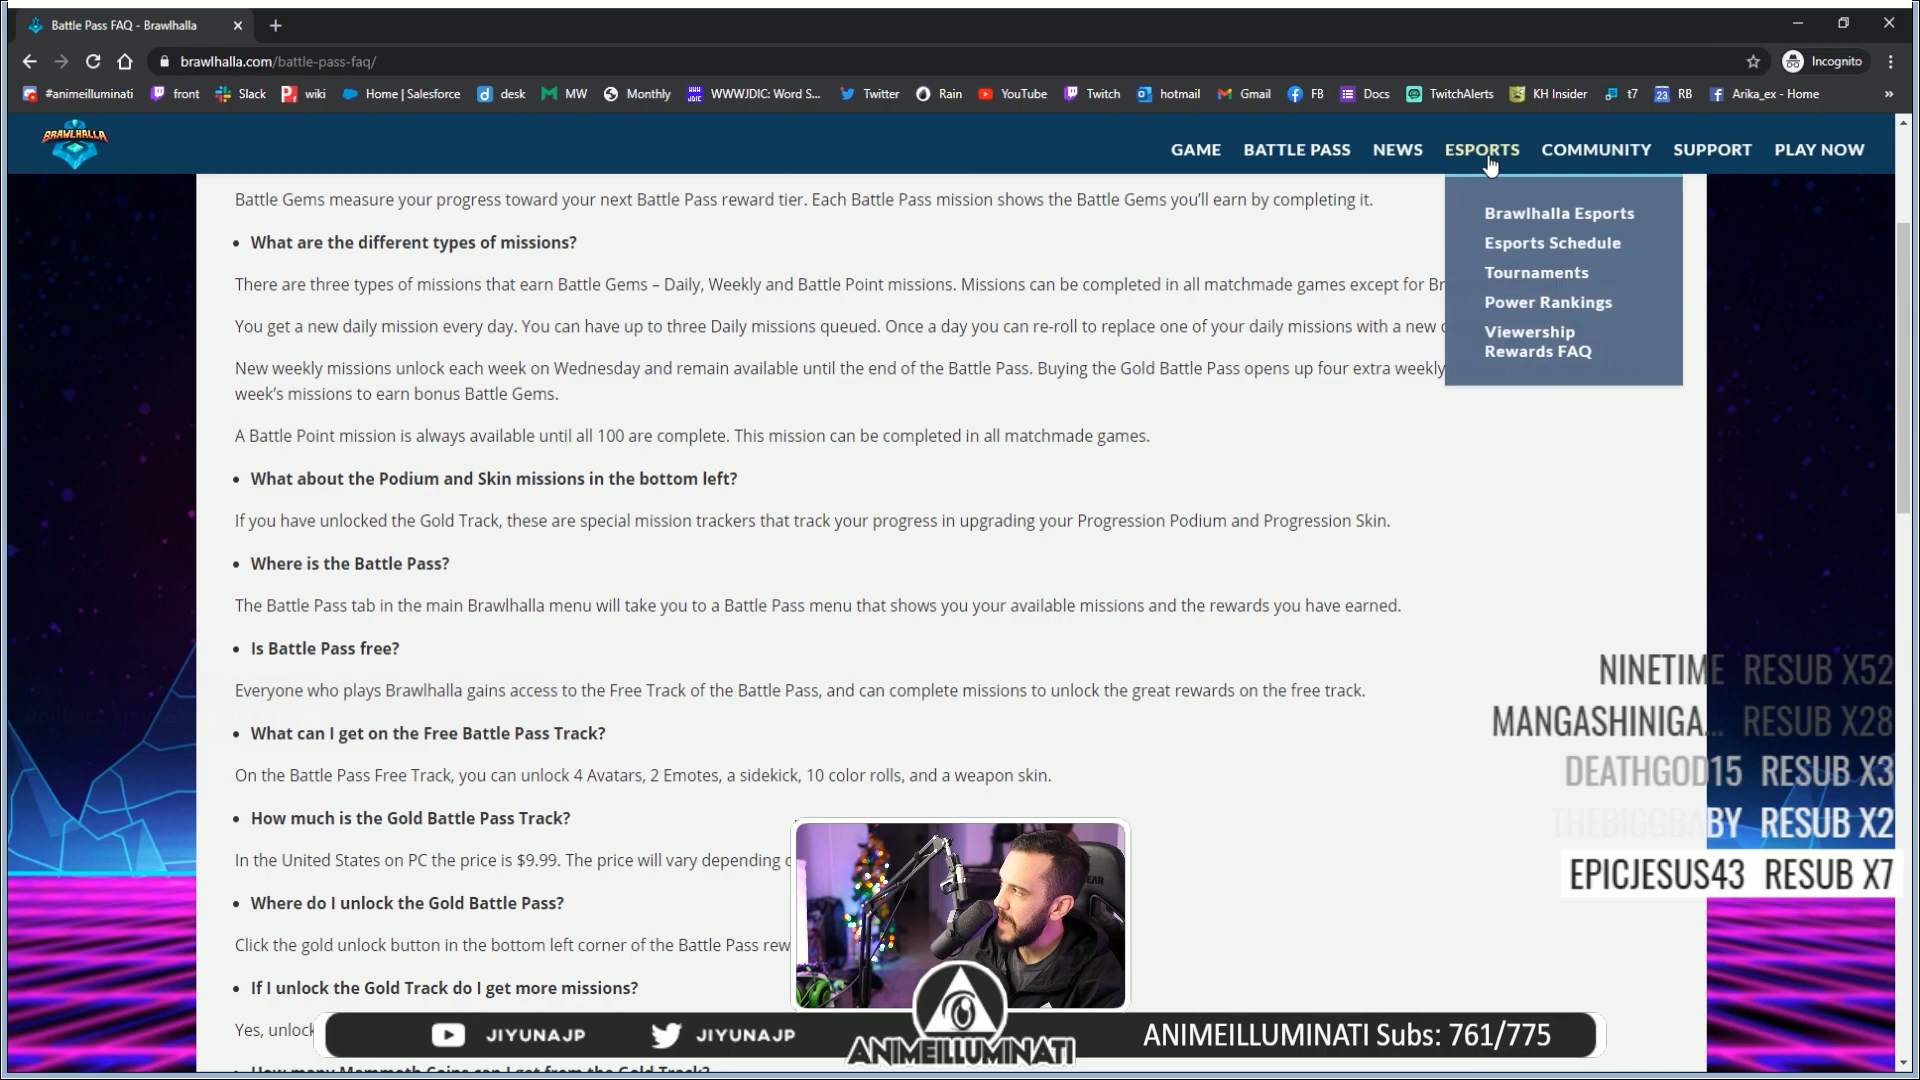 Battle Pass FAQ - Brawlhalla
brawlhalla.com/battle-pass-faq/
Incognito
#animeilluminati front Slack wiki Home | Salesforce desk MW Monthly WWWJDIC: Word S... Twitter Rain YouTube Twitch hotmail Gmail FB Docs TwitchAlerts KH Insider t7 RB Arika_ex - Home »
BRAWLHALLA
GAME BATTLE PASS NEWS ESPORTS COMMUNITY SUPPORT PLAY NOW
Brawlhalla Esports
Esports Schedule
Tournaments
Power Rankings
Viewership
Rewards FAQ
Battle Gems measure your progress toward your next Battle Pass reward tier. Each Battle Pass mission shows the Battle Gems you'll earn by completing it.
• What are the different types of missions?
There are three types of missions that earn Battle Gems – Daily, Weekly and Battle Point missions. Missions can be completed in all matchmade games except for Br
You get a new daily mission every day. You can have up to three Daily missions queued. Once a day you can re-roll to replace one of your daily missions with a new
New weekly missions unlock each week on Wednesday and remain available until the end of the Battle Pass. Buying the Gold Battle Pass opens up four extra weekly
week's missions to earn bonus Battle Gems.
A Battle Point mission is always available until all 100 are complete. This mission can be completed in all matchmade games.
• What about the Podium and Skin missions in the bottom left?
If you have unlocked the Gold Track, these are special mission trackers that track your progress in upgrading your Progression Podium and Progression Skin.
• Where is the Battle Pass?
The Battle Pass tab in the main Brawlhalla menu will take you to a Battle Pass menu that shows you your available missions and the rewards you have earned.
• Is Battle Pass free?
Everyone who plays Brawlhalla gains access to the Free Track of the Battle Pass, and can complete missions to unlock the great rewards on the free track.
• What can I get on the Free Battle Pass Track?
On the Battle Pass Free Track, you can unlock 4 Avatars, 2 Emotes, a sidekick, 10 color rolls, and a weapon skin.
• How much is the Gold Battle Pass Track?
In the United States on PC the price is $9.99. The price will vary depending
• Where do I unlock the Gold Battle Pass?
Click the gold unlock button in the bottom left corner of the Battle Pass rew
• If I unlock the Gold Track do I get more missions?
Yes, unlock
• How many Mammoth Coins can I get from the Gold Track?
NINETIME RESUB X52
MANGASHINIGA... RESUB X28
DEATHGOD15 RESUB X3
THEBIGGBABY RESUB X2
EPICJESUS43 RESUB X7
JIYUNAJP JIYUNAJP
ANIMEILLUMINATI
ANIMEILLUMINATI Subs: 761/775